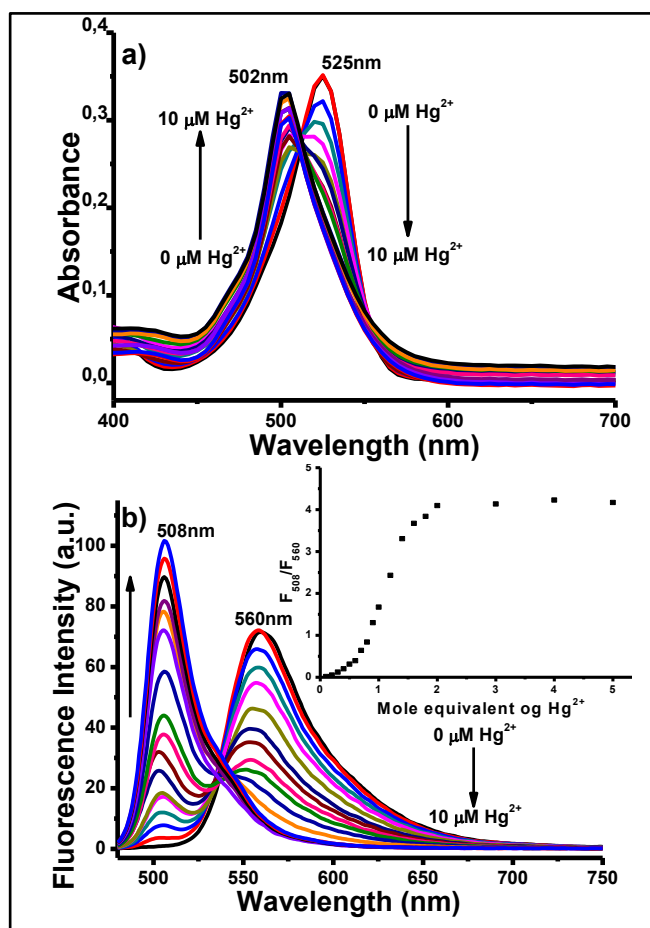 a)
502nm
525nm
10 µM Hg2+
0 µM Hg2+
0 µM Hg2+
10 µM Hg2+
0,4
0,3
0,2
0,1
0,0
Absorbance
400
500
600
700
Wavelength (nm)
b)
508nm
560nm
100
80
60
40
20
0
Fluorescence Intensity (a.u.)
5
4
3
2
1
0
F508/F560
0
1
2
3
4
5
Mole equivalent og Hg2+
0 µM Hg2+
10 µM Hg2+
500
550
600
650
700
750
Wavelength (nm)